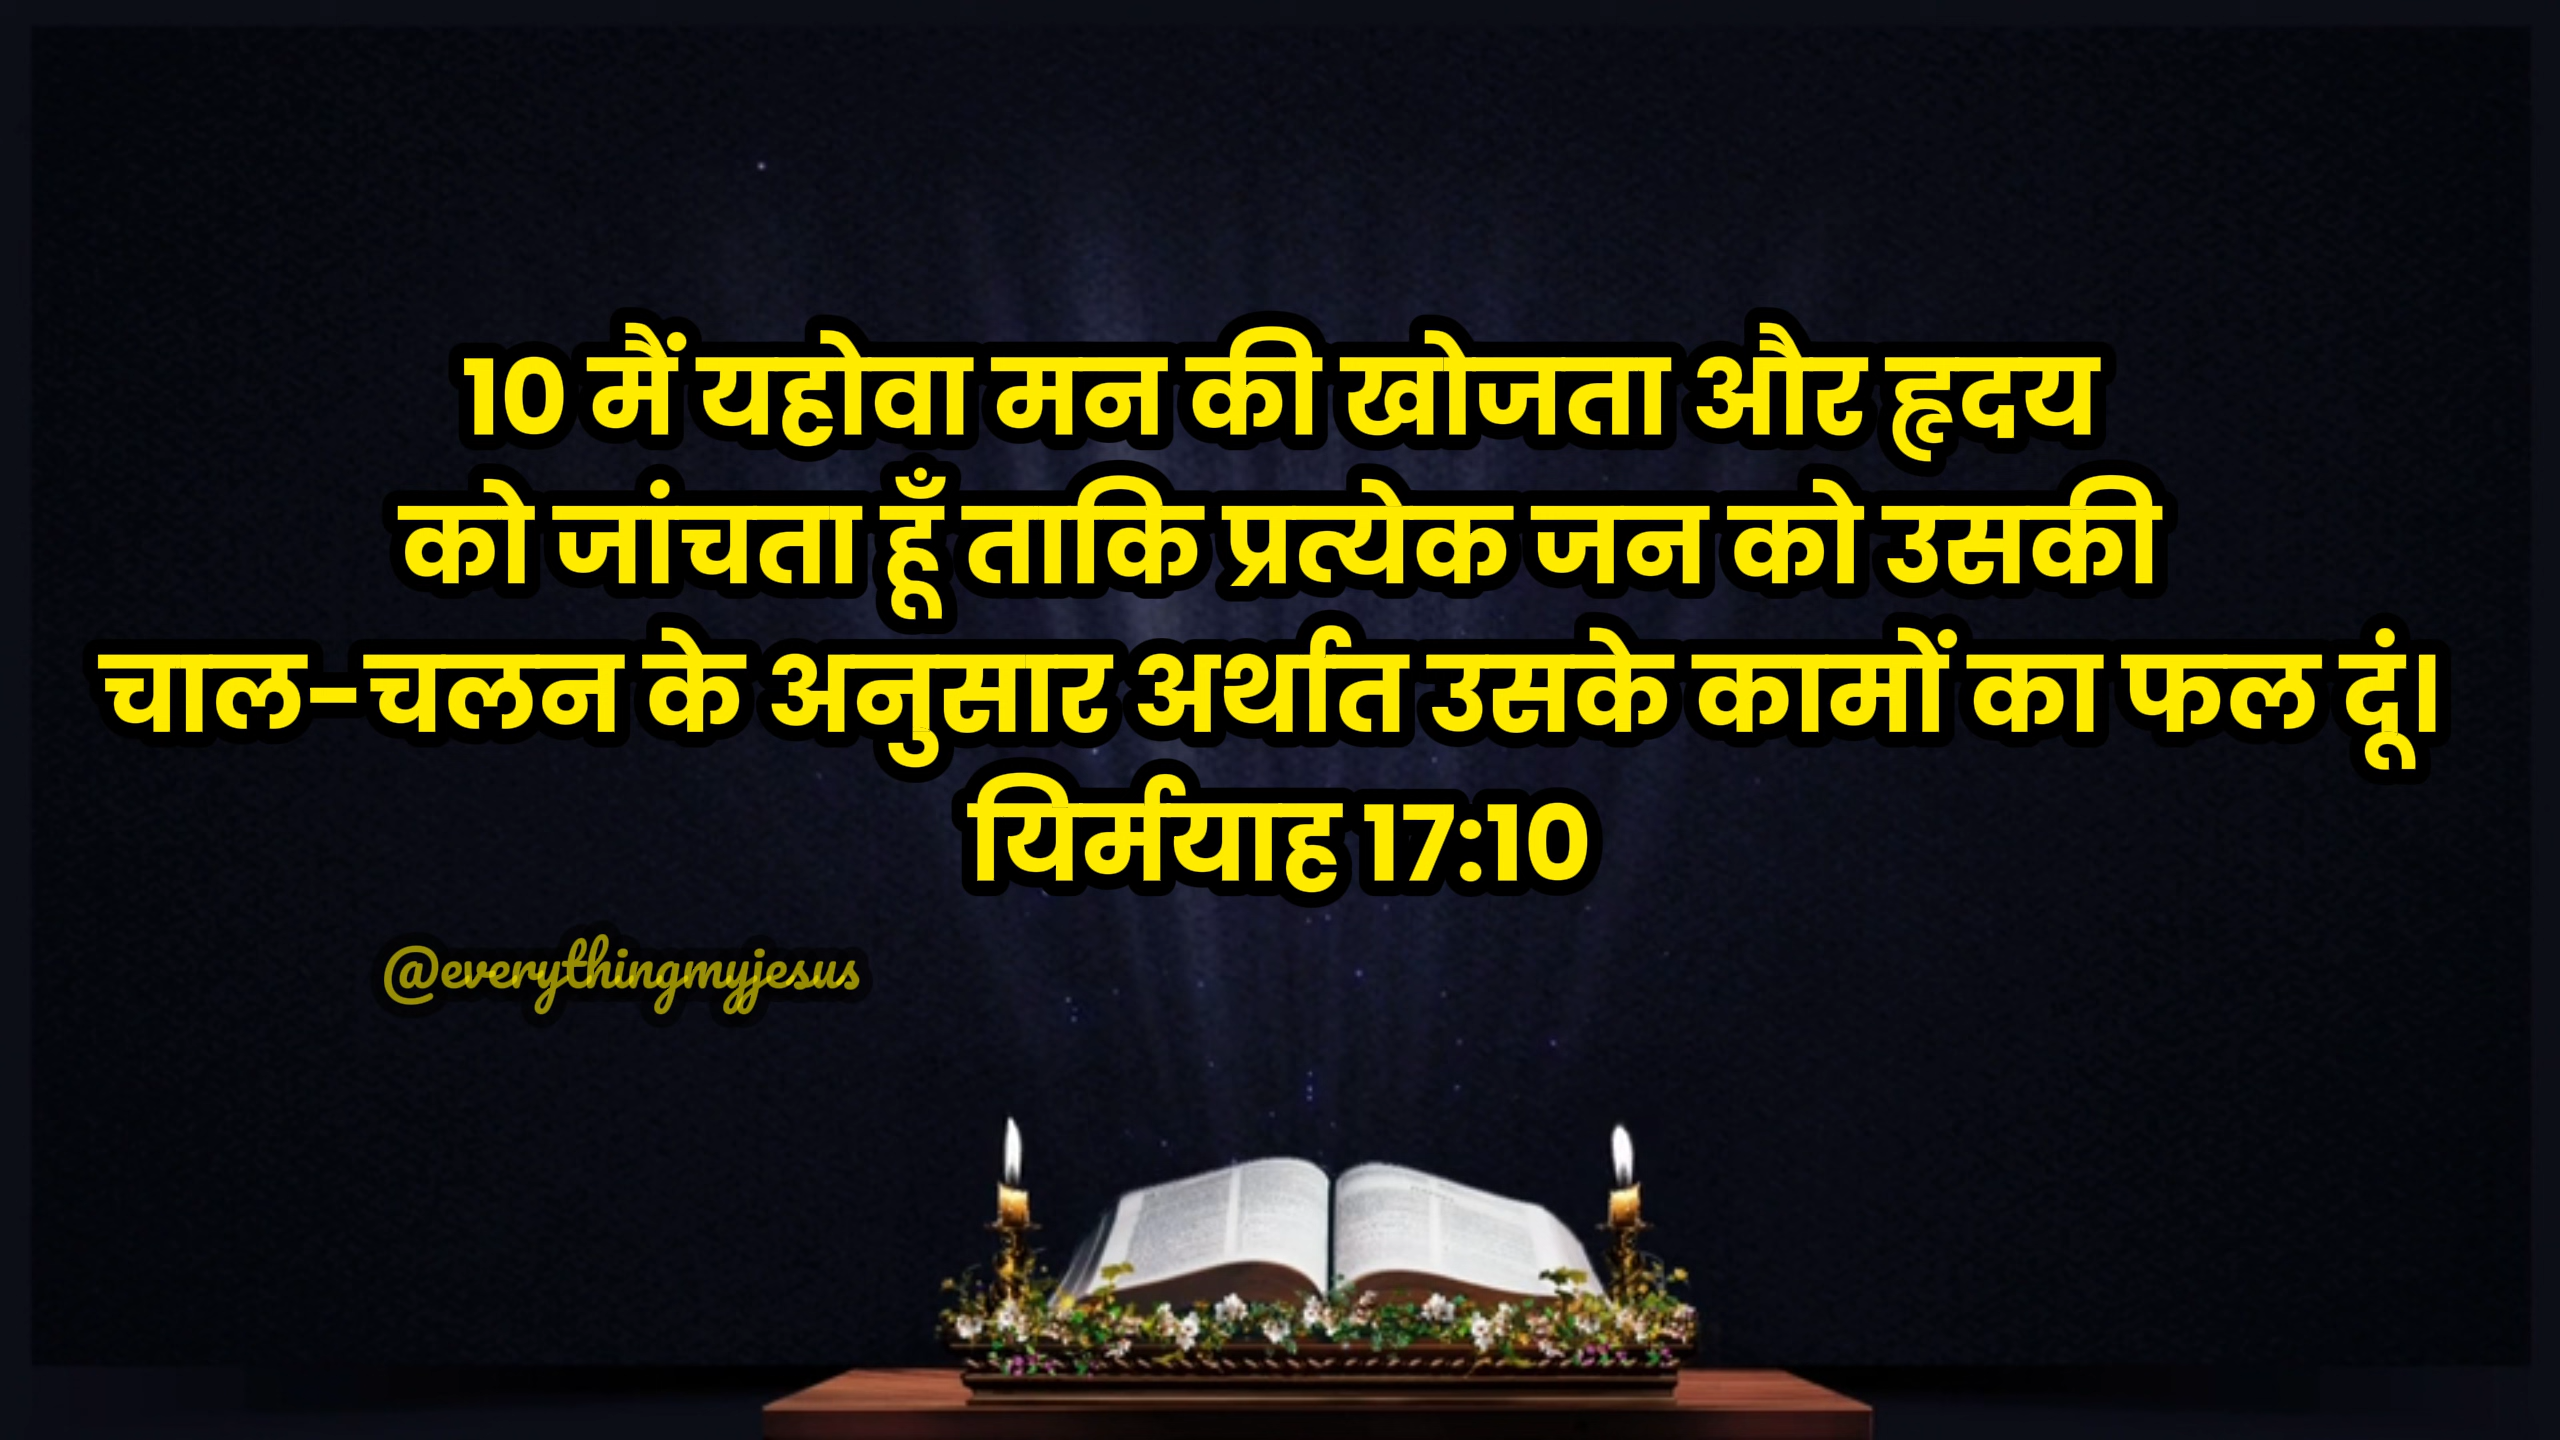 10 मैं यहोवा मन की खोजता और हृदय
को जांचता हूँ ताकि प्रत्येक जन को उसकी
चाल-चलन के अनुसार अर्थात उसके कामों का फल दूं।
यिर्मयाह 17:10
@everythingmyjesus